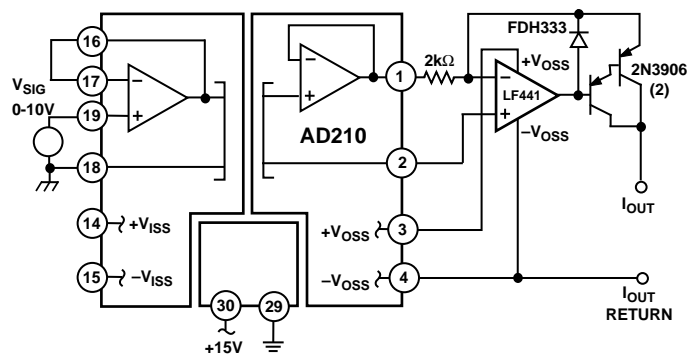 16
17
19
18
14
15
V_SIG
0-10V
+V_ISS
–V_ISS
30
29
+15V
–
+
–
+
AD210
1
2
3
4
+V_OSS
–V_OSS
2kΩ
–
+
LF441
+V_OSS
–V_OSS
FDH333
2N3906
(2)
I_OUT
I_OUT
RETURN